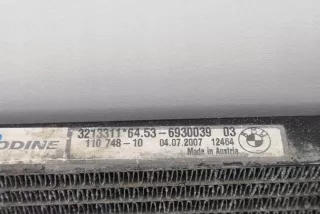 3213311*64.53-6930039 03
ODINE 110 748-10 04.07.2007 12464
Made in Austria